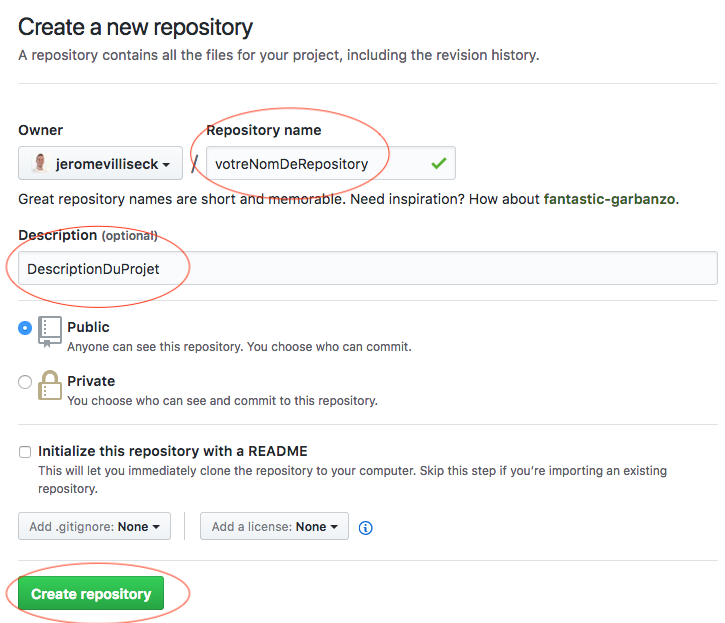 Create a new repository
A repository contains all the files for your project, including the revision history.
Owner
Repository name
jeromevilliseck
/
votreNomDeRepository
Great repository names are short and memorable. Need inspiration? How about fantastic-garbanzo.
Description (optional)
DescriptionDuProjet
Public
Anyone can see this repository. You choose who can commit.
Private
You choose who can see and commit to this repository.
Initialize this repository with a README
This will let you immediately clone the repository to your computer. Skip this step if you're importing an existing
repository.
Add .gitignore: None
Add a license: None
Create repository